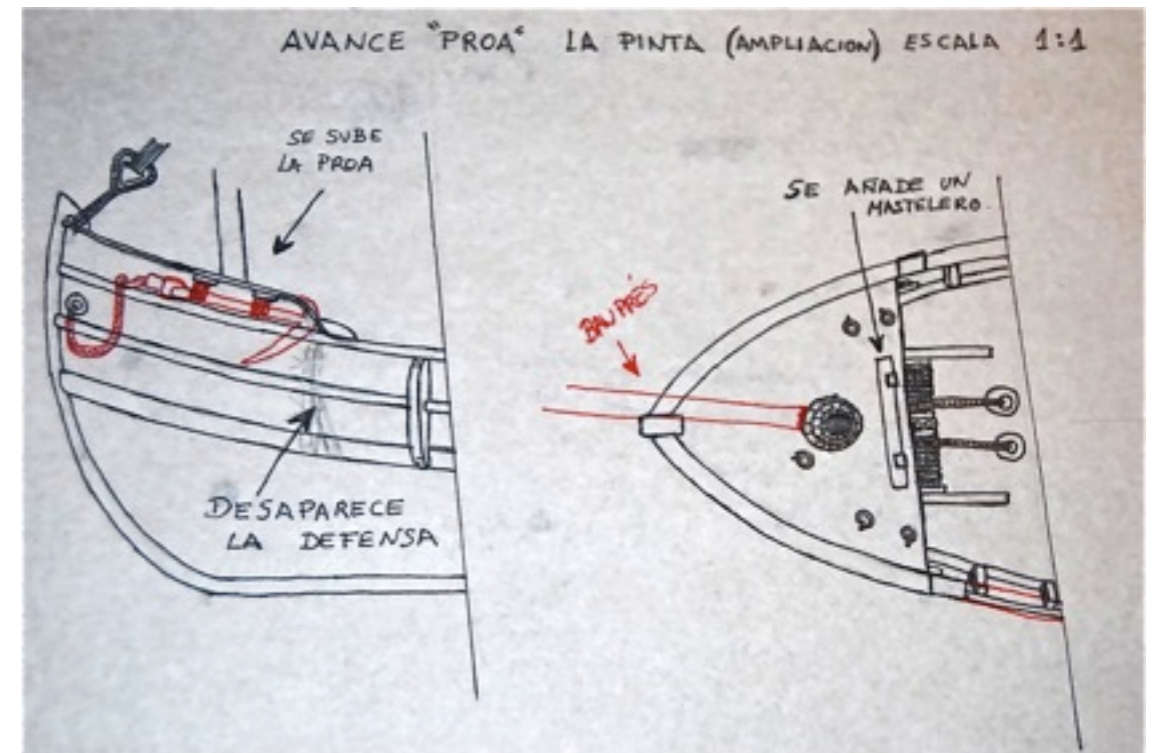 AVANCE "PROA" LA PINTA (AMPLIACION) ESCALA 1:1
SE SUBE
LA PROA
SE AÑADE UN
MASTELERO.
BAUPRÉS
DESAPARECE
LA DEFENSA